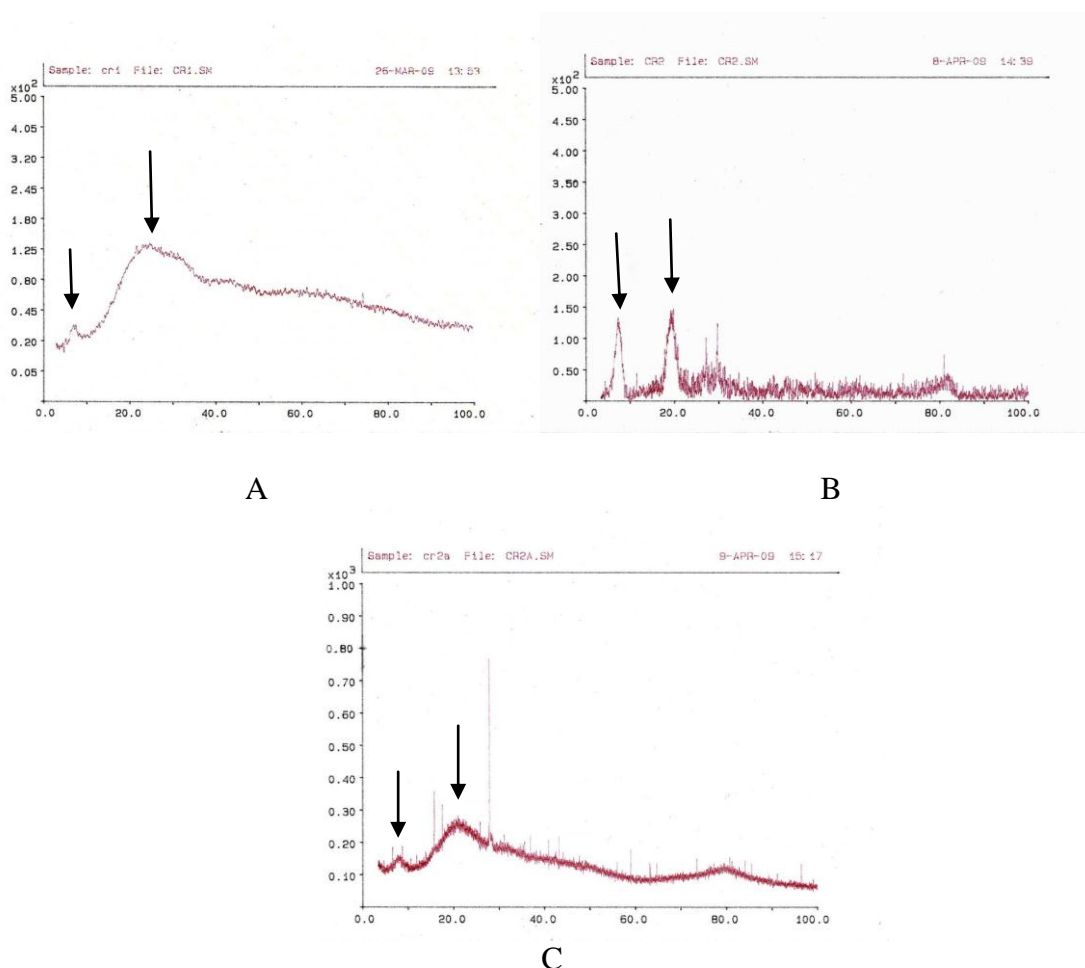 Sample: cr1 File: CR1.SM 26-MAR-09 13:53
x10²
5.00
4.05
3.20
2.45
1.80
1.25
0.80
0.45
0.20
0.05
0.0 20.0 40.0 60.0 80.0 100.0
A
Sample: CR2 File: CR2.SM 8-APR-09 14:39
x10²
5.00
4.50
4.00
3.50
3.00
2.50
2.00
1.50
1.00
0.50
0.0 20.0 40.0 60.0 80.0 100.0
B
Sample: cr2a File: CR2A.SM 9-APR-09 15:17
x10³
1.00
0.90
0.80
0.70
0.60
0.50
0.40
0.30
0.20
0.10
0.0 20.0 40.0 60.0 80.0 100.0
C